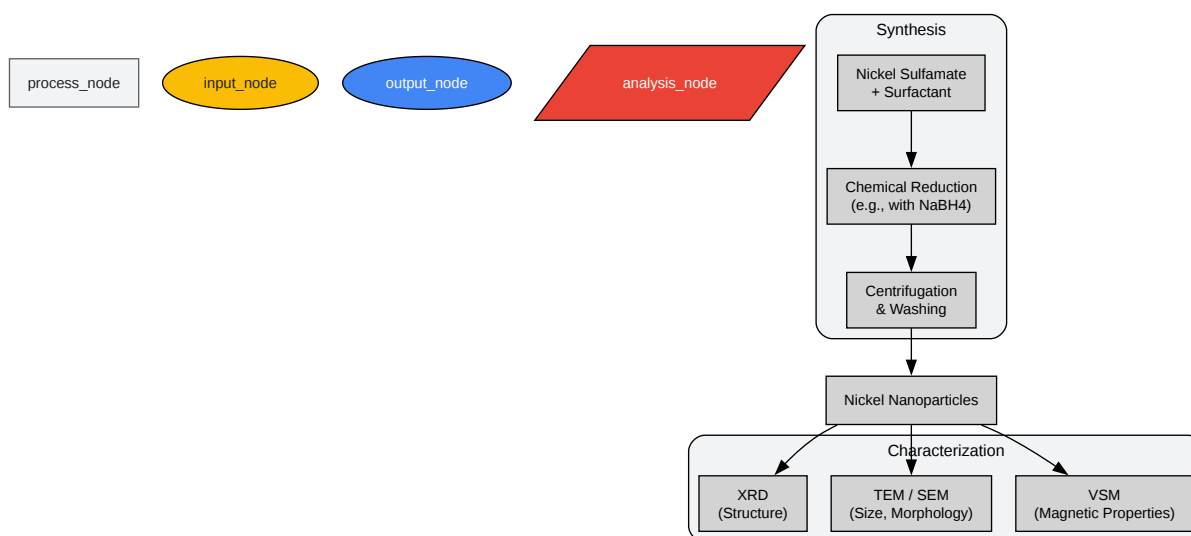 process_node
input_node
output_node
analysis_node
Synthesis
Nickel Sulfamate
+ Surfactant
Chemical Reduction
(e.g., with NaBH4)
Centrifugation
& Washing
Nickel Nanoparticles
Characterization
XRD
(Structure)
TEM / SEM
(Size, Morphology)
VSM
(Magnetic Properties)